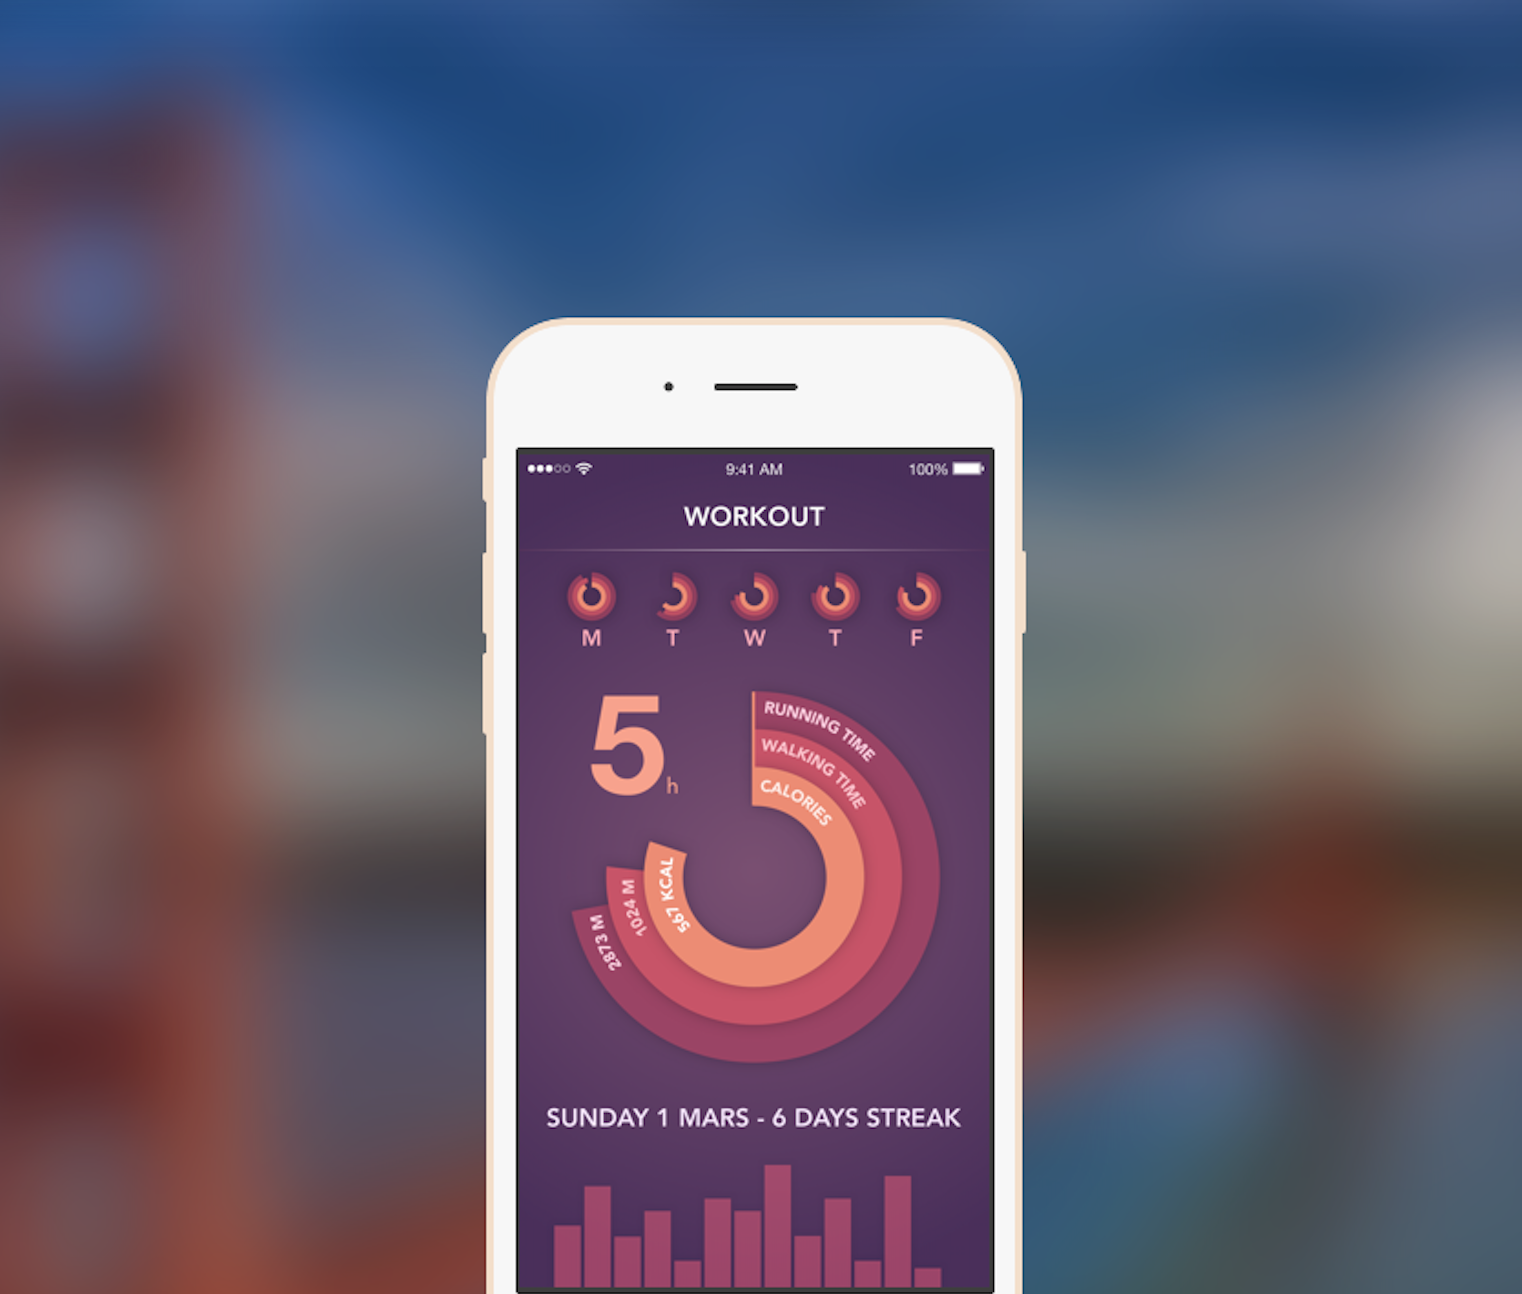 9:41 AM 100%
WORKOUT
M T W T F
5h
RUNNING TIME
WALKING TIME
CALORIES
567 KCAL
1024 M
2873 M
SUNDAY 1 MARS - 6 DAYS STREAK